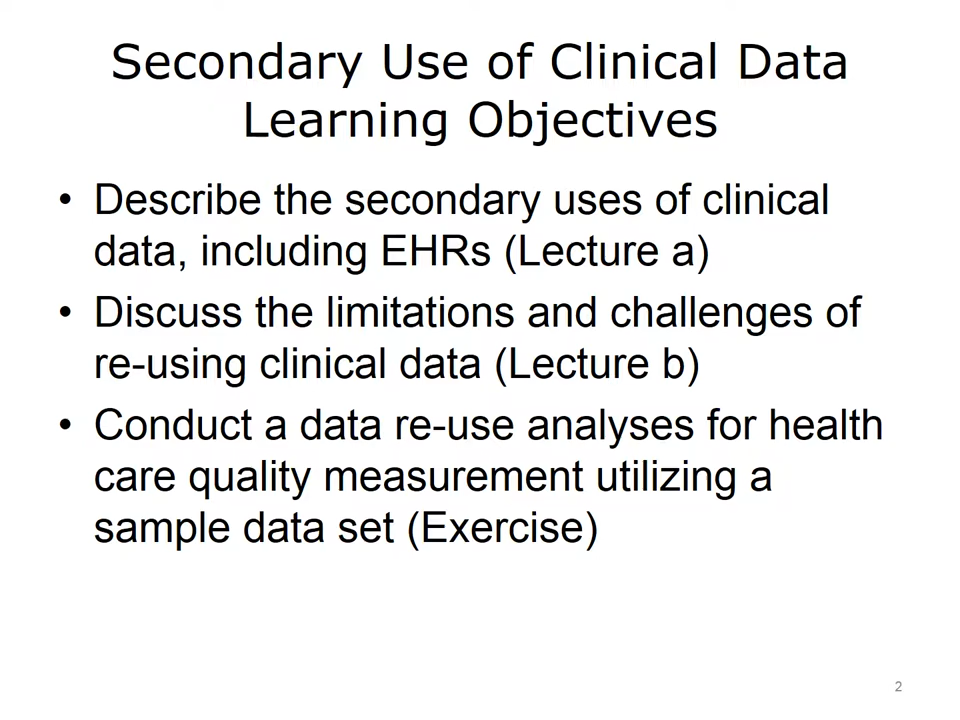 Secondary Use of Clinical Data
Learning Objectives
• Describe the secondary uses of clinical
data, including EHRs (Lecture a)
• Discuss the limitations and challenges of
re-using clinical data (Lecture b)
• Conduct a data re-use analyses for health
care quality measurement utilizing a
sample data set (Exercise)
2